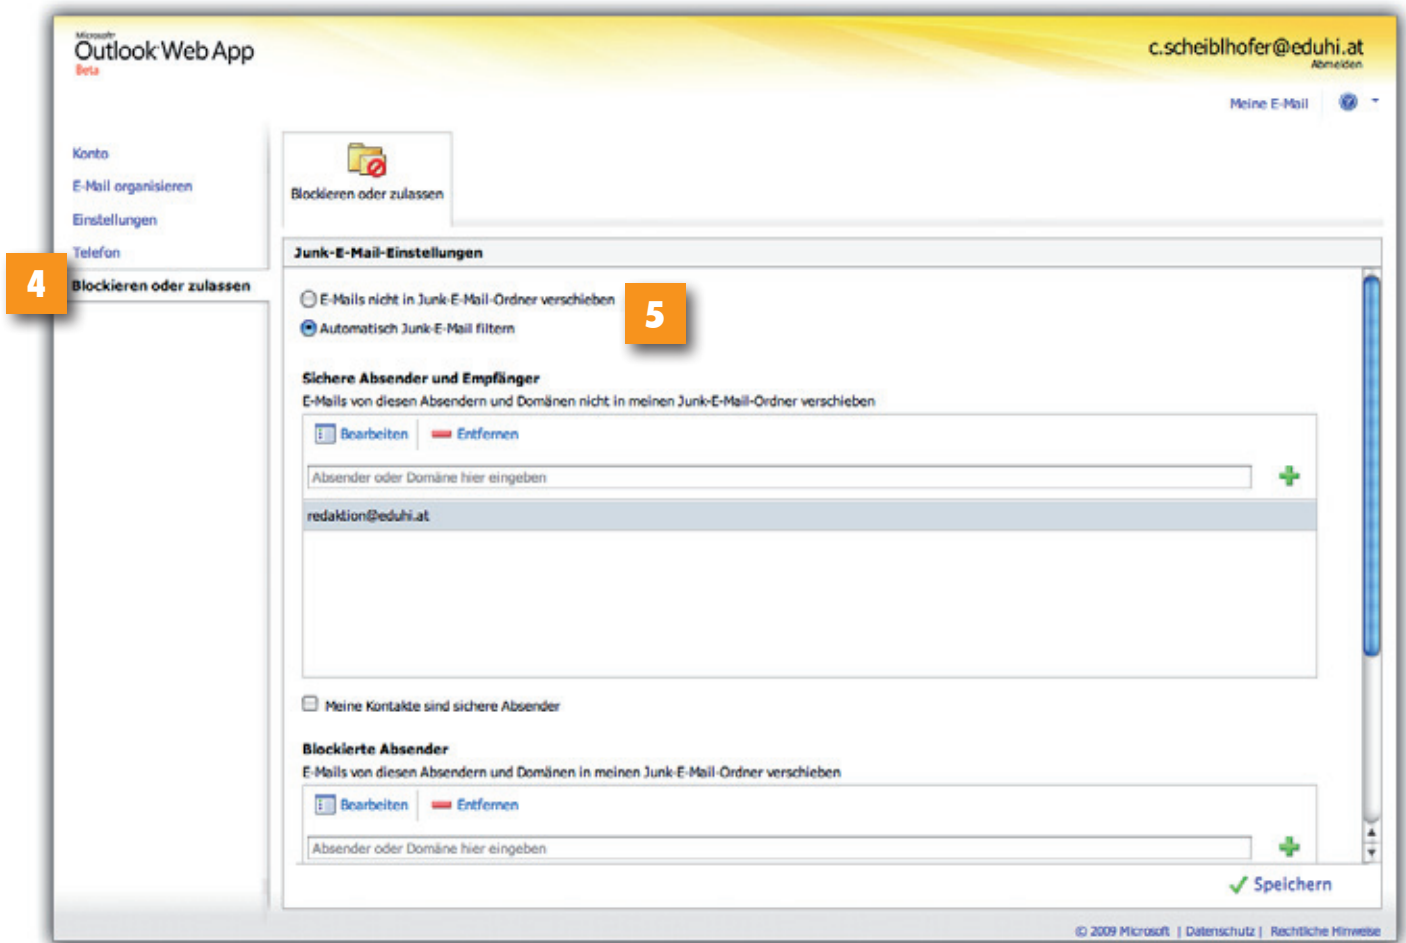 Microsoft
Outlook Web App
Beta
c.scheiblhofer@eduhi.at
Abmelden
Meine E-Mail
Konto
E-Mail organisieren
Einstellungen
Telefon
4
Blockieren oder zulassen
Blockieren oder zulassen
Junk-E-Mail-Einstellungen
E-Mails nicht in Junk-E-Mail-Ordner verschieben
5
Automatisch Junk-E-Mail filtern
Sichere Absender und Empfänger
E-Mails von diesen Absendern und Domänen nicht in meinen Junk-E-Mail-Ordner verschieben
Bearbeiten Entfernen
Absender oder Domäne hier eingeben
redaktion@eduhi.at
Meine Kontakte sind sichere Absender
Blockierte Absender
E-Mails von diesen Absendern und Domänen in meinen Junk-E-Mail-Ordner verschieben
Bearbeiten Entfernen
Absender oder Domäne hier eingeben
Speichern
© 2009 Microsoft | Datenschutz | Rechtliche Hinweise